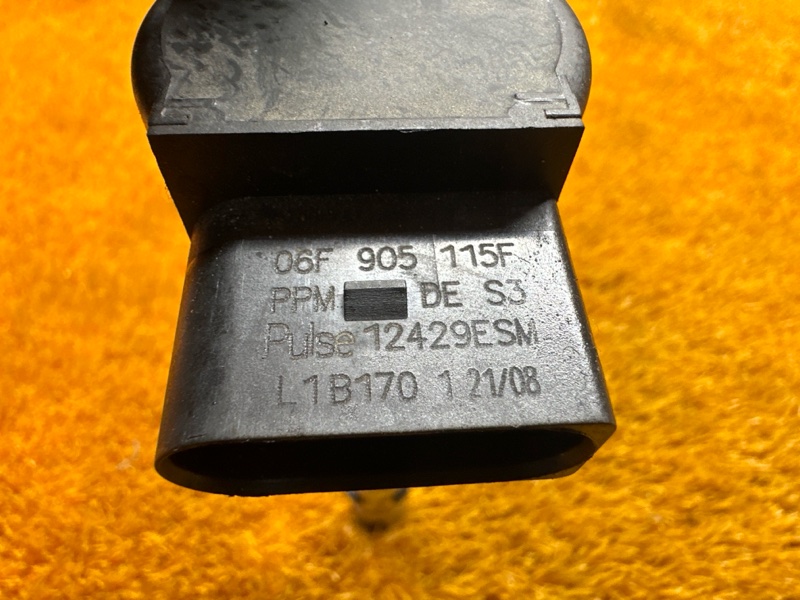 06F 905 115F
PPM DE S3
Pulse 12429ESM
L1B170 1 21/08